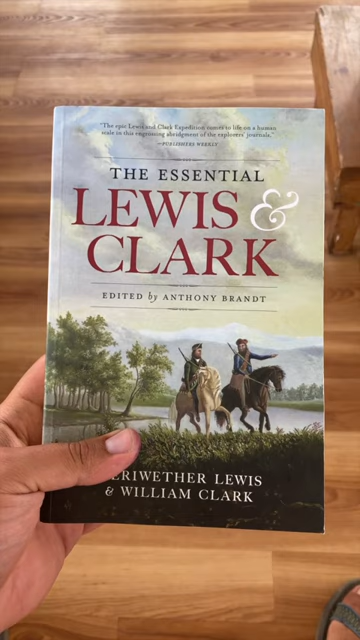 "The epic Lewis and Clark Expedition comes to life on a human
scale in this engrossing abridgment of the explorers' journals."
—PUBLISHERS WEEKLY
THE ESSENTIAL
LEWIS &
CLARK
EDITED by ANTHONY BRANDT
ERIWETHER LEWIS
& WILLIAM CLARK